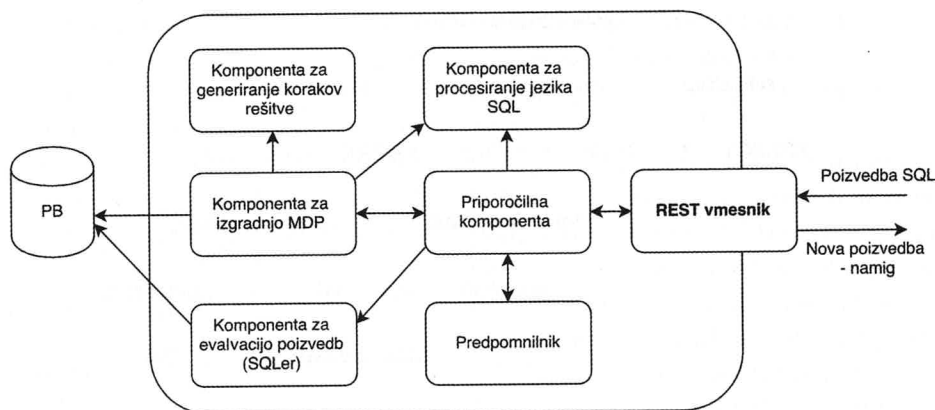 Komponenta za
generiranje korakov
rešitve
Komponenta za
procesiranje jezika
SQL
PB
Komponenta za
izgradnjo MDP
Priporočilna
komponenta
REST vmesnik
Poizvedba SQL
Nova poizvedba
- namig
Komponenta za
evalvacijo poizvedb
(SQLer)
Predpomnilnik